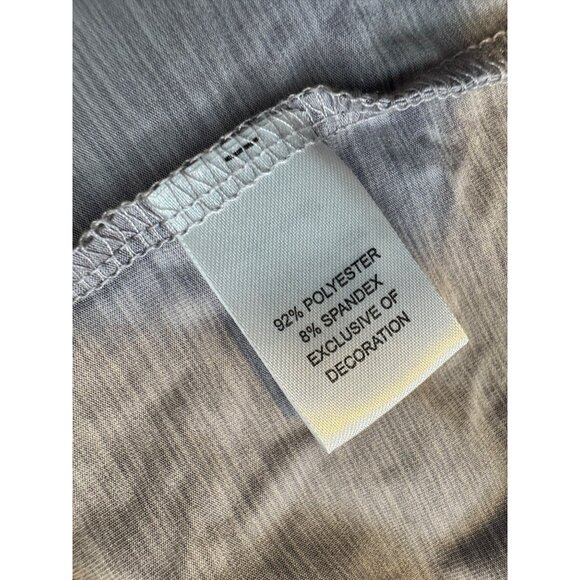 92% POLYESTER
8% SPANDEX
EXCLUSIVE OF
DECORATION